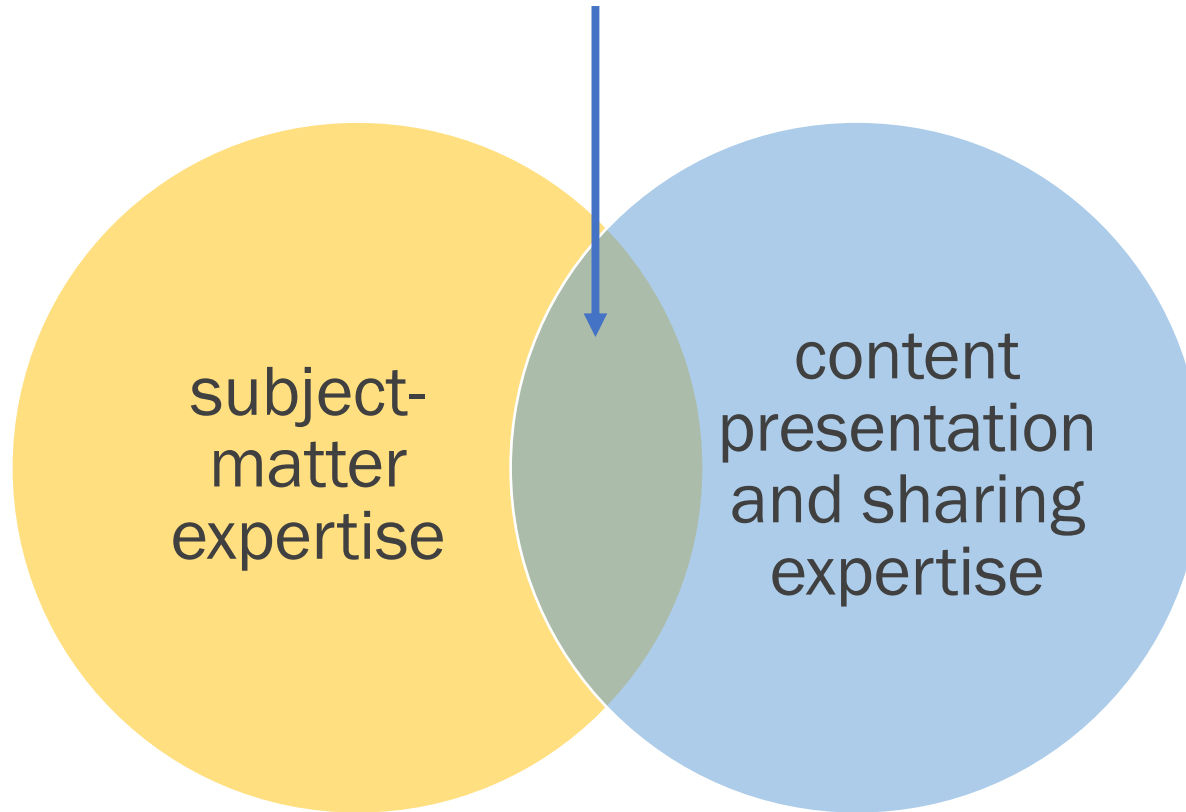 subject-
matter
expertise
content
presentation
and sharing
expertise